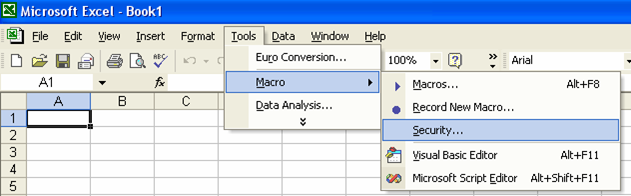 Microsoft Excel - Book1
File Edit View Insert Format Tools Data Window Help
Euro Conversion... 100% Arial
A1 fx Macro Macros... Alt+F8
A B C Data Analysis... Record New Macro...
1 Security...
2
3 Visual Basic Editor Alt+F11
4 Microsoft Script Editor Alt+Shift+F11
5